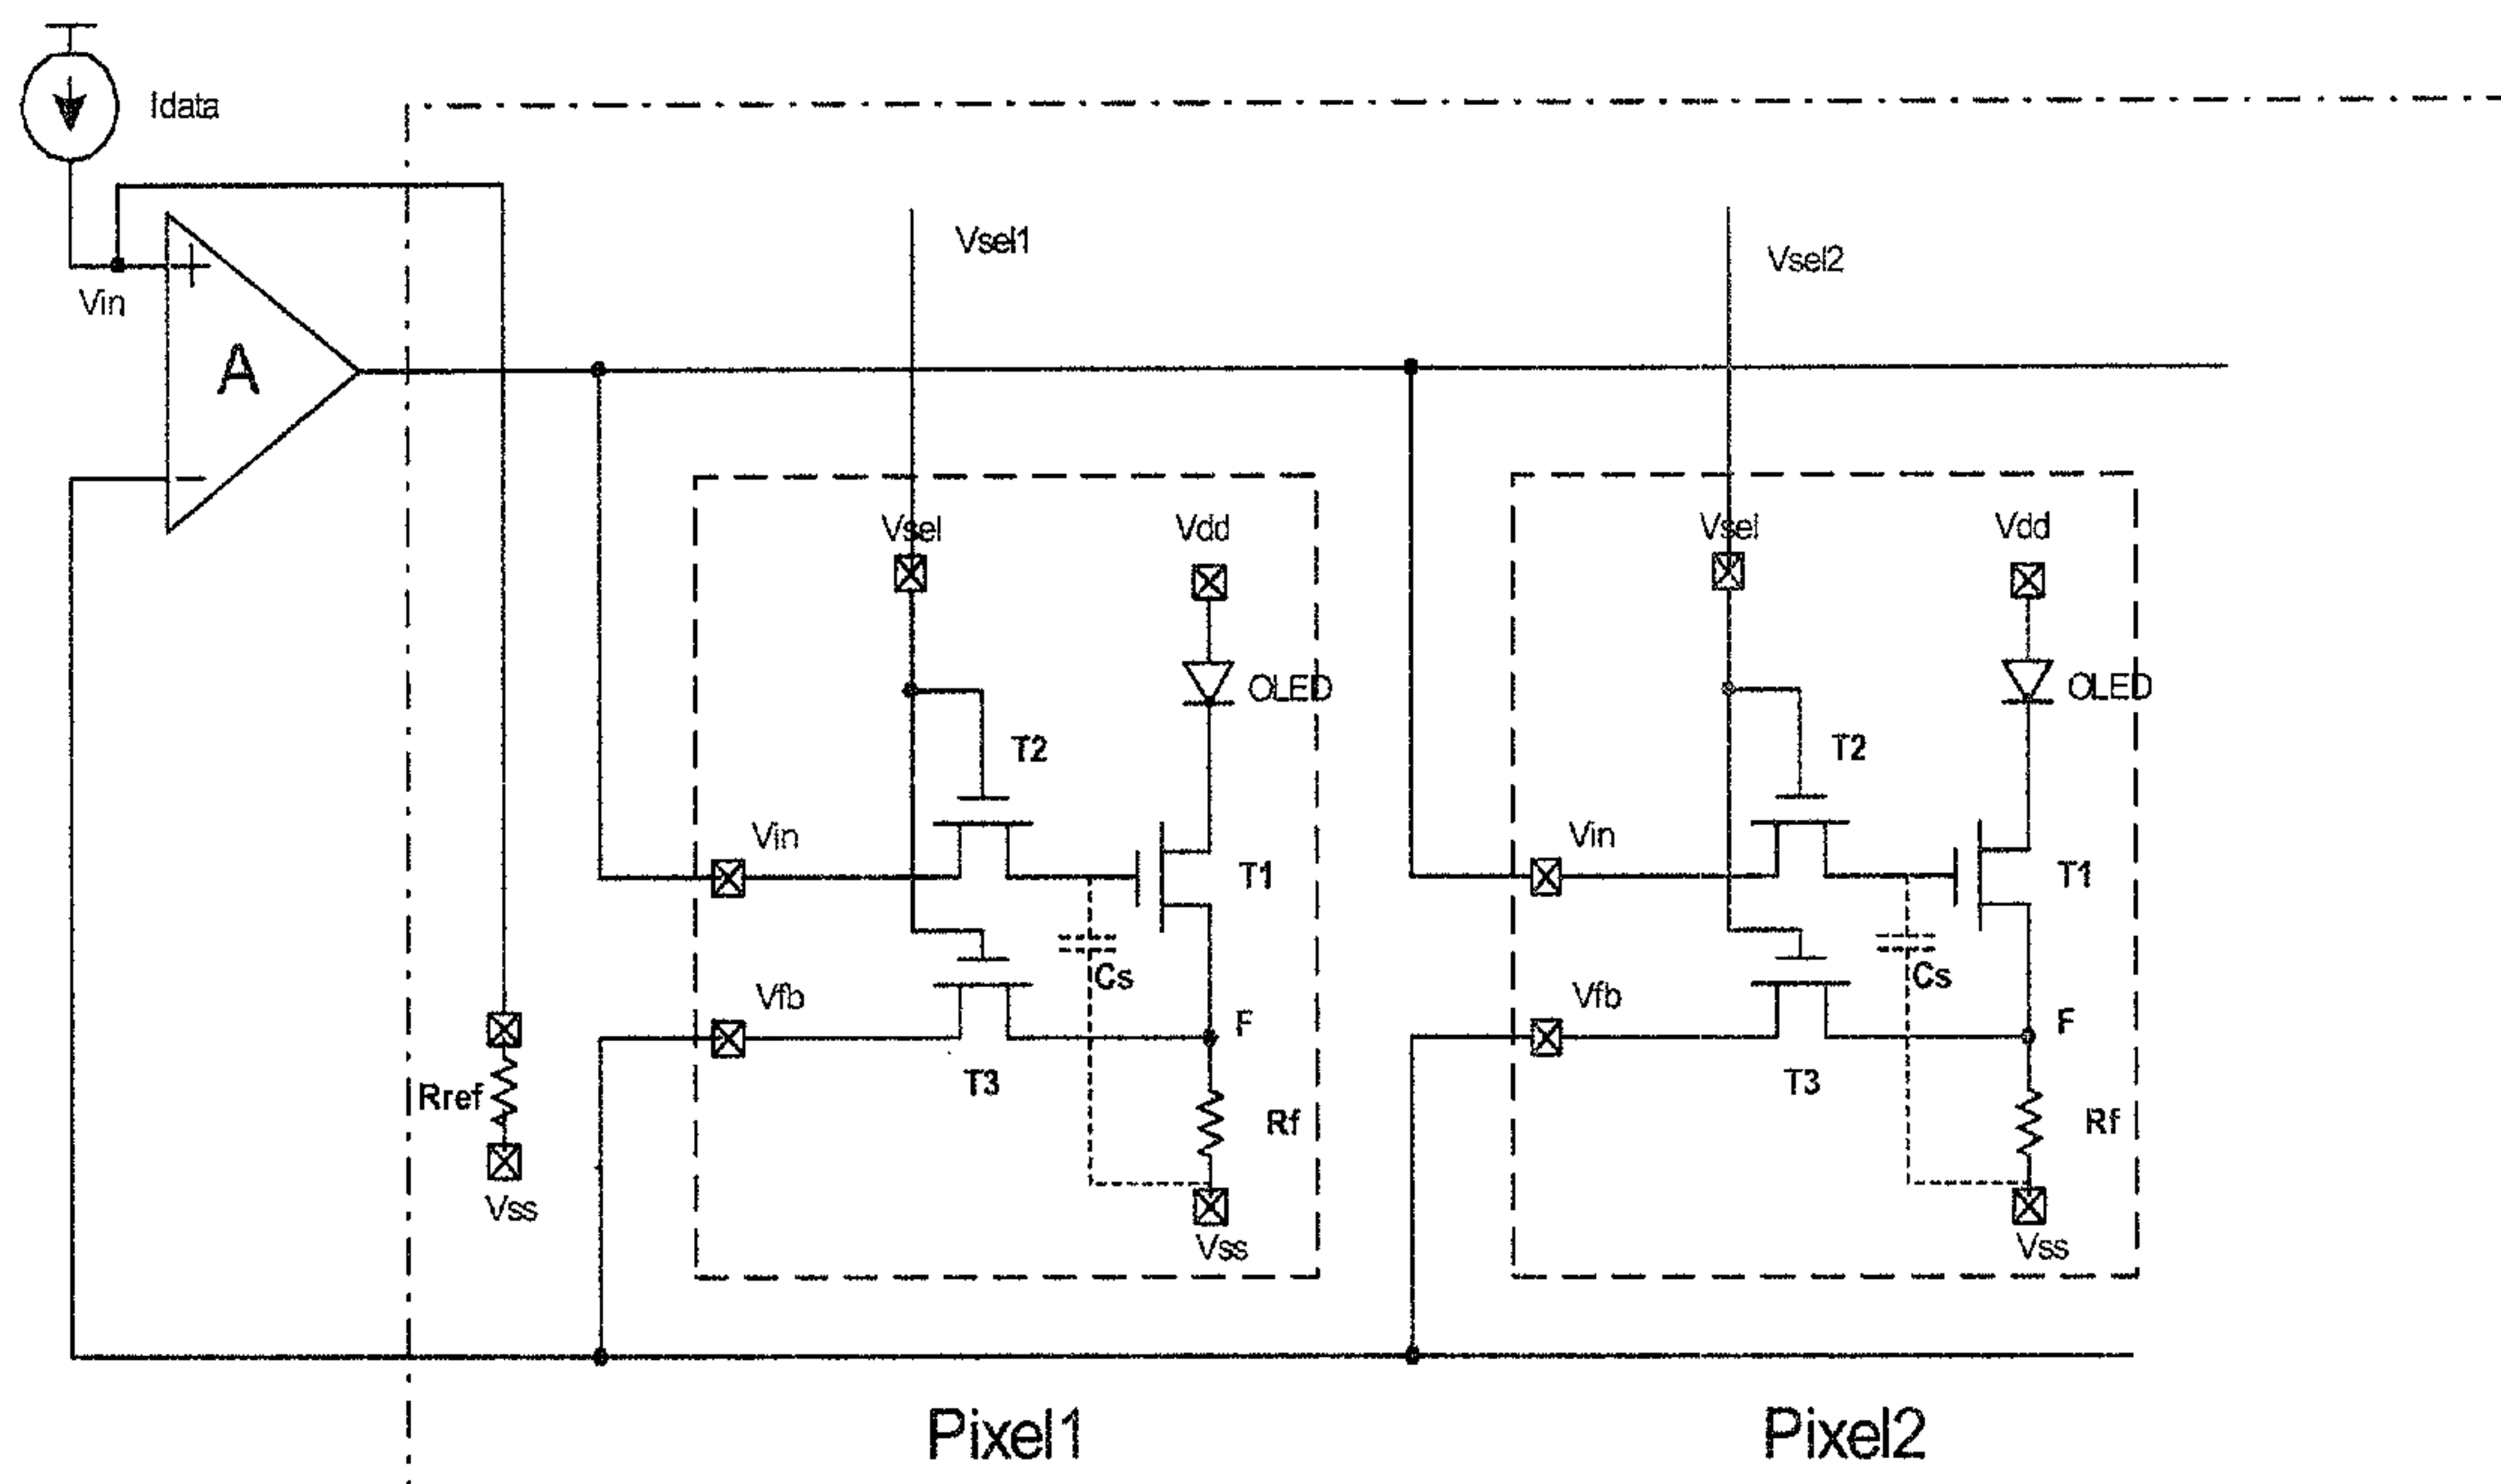 Idata
Vin
+
A
−
Vsel1
Vsel2
Vsel
Vdd
OLED
T2
Vin
T1
Cs
Vfb
F
T3
Rf
Vss
Rref
Vss
Vsel
Vdd
OLED
T2
Vin
T1
Cs
Vfb
F
T3
Rf
Vss
Pixel1
Pixel2